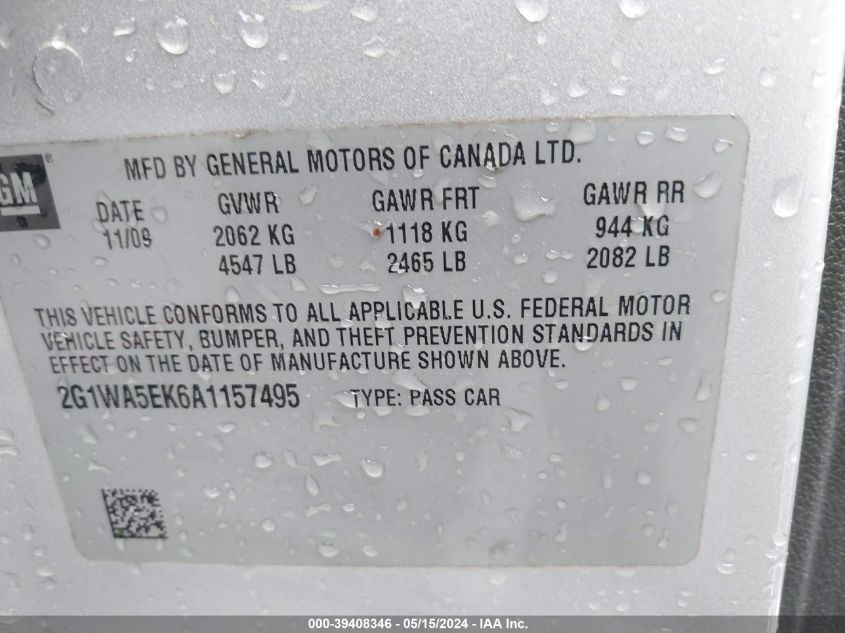 GM
MFD BY GENERAL MOTORS OF CANADA LTD.
DATE GVWR GAWR FRT GAWR RR
11/09 2062 KG 1118 KG 944 KG
4547 LB 2465 LB 2082 LB
THIS VEHICLE CONFORMS TO ALL APPLICABLE U.S. FEDERAL MOTOR
VEHICLE SAFETY, BUMPER, AND THEFT PREVENTION STANDARDS IN
EFFECT ON THE DATE OF MANUFACTURE SHOWN ABOVE.
2G1WA5EK6A1157495 TYPE: PASS CAR
000-39408346 - 05/15/2024 - IAA Inc.